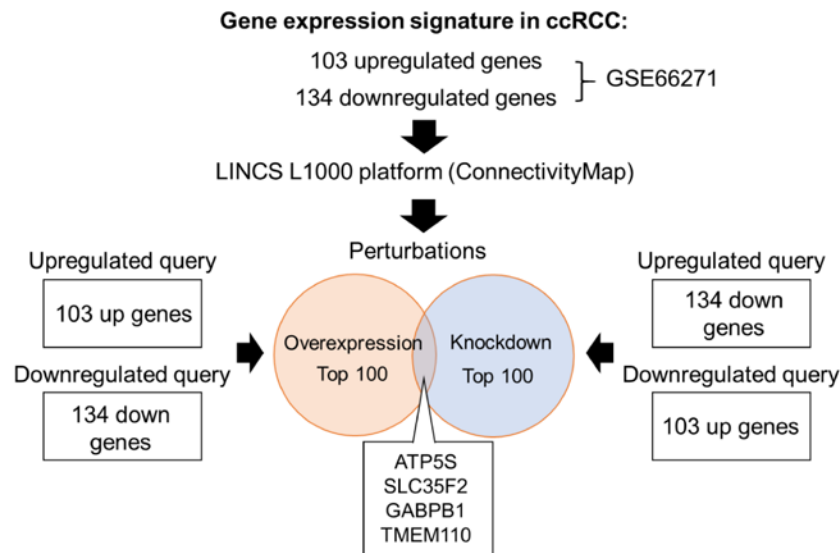 Gene expression signature in ccRCC:
103 upregulated genes
134 downregulated genes
GSE66271
LINCS L1000 platform (ConnectivityMap)
Perturbations
Upregulated query
103 up genes
Downregulated query
134 down
genes
Overexpression
Top 100
Knockdown
Top 100
Upregulated query
134 down
genes
Downregulated query
103 up genes
ATP5S
SLC35F2
GABPB1
TMEM110